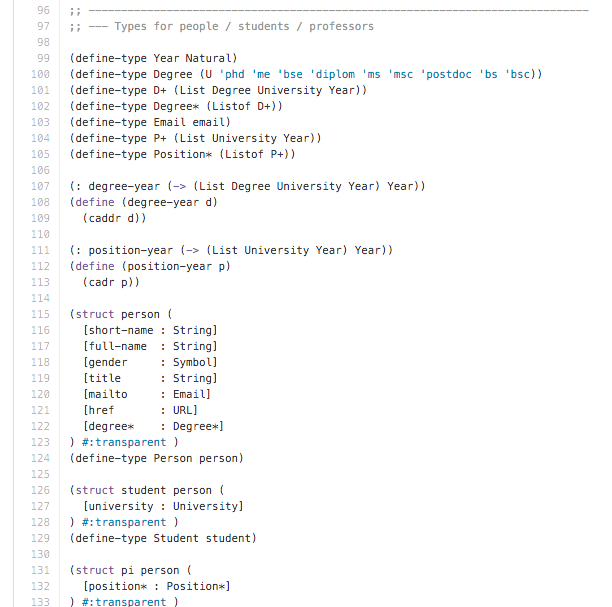 96 ;; -----------------------------------------------------------------------------
97 ;; --- Types for people / students / professors
98
99 (define-type Year Natural)
100 (define-type Degree (U 'phd 'me 'bse 'diplom 'ms 'msc 'postdoc 'bs 'bsc))
101 (define-type D+ (List Degree University Year))
102 (define-type Degree* (Listof D+))
103 (define-type Email email)
104 (define-type P+ (List University Year))
105 (define-type Position* (Listof P+))
106
107 (: degree-year (-> (List Degree University Year) Year))
108 (define (degree-year d)
109   (caddr d))
110
111 (: position-year (-> (List University Year) Year))
112 (define (position-year p)
113   (cadr p))
114
115 (struct person (
116   [short-name : String]
117   [full-name  : String]
118   [gender     : Symbol]
119   [title      : String]
120   [mailto     : Email]
121   [href       : URL]
122   [degree*    : Degree*]
123 ) #:transparent )
124 (define-type Person person)
125
126 (struct student person (
127   [university : University]
128 ) #:transparent )
129 (define-type Student student)
130
131 (struct pi person (
132   [position* : Position*]
133 ) #:transparent )